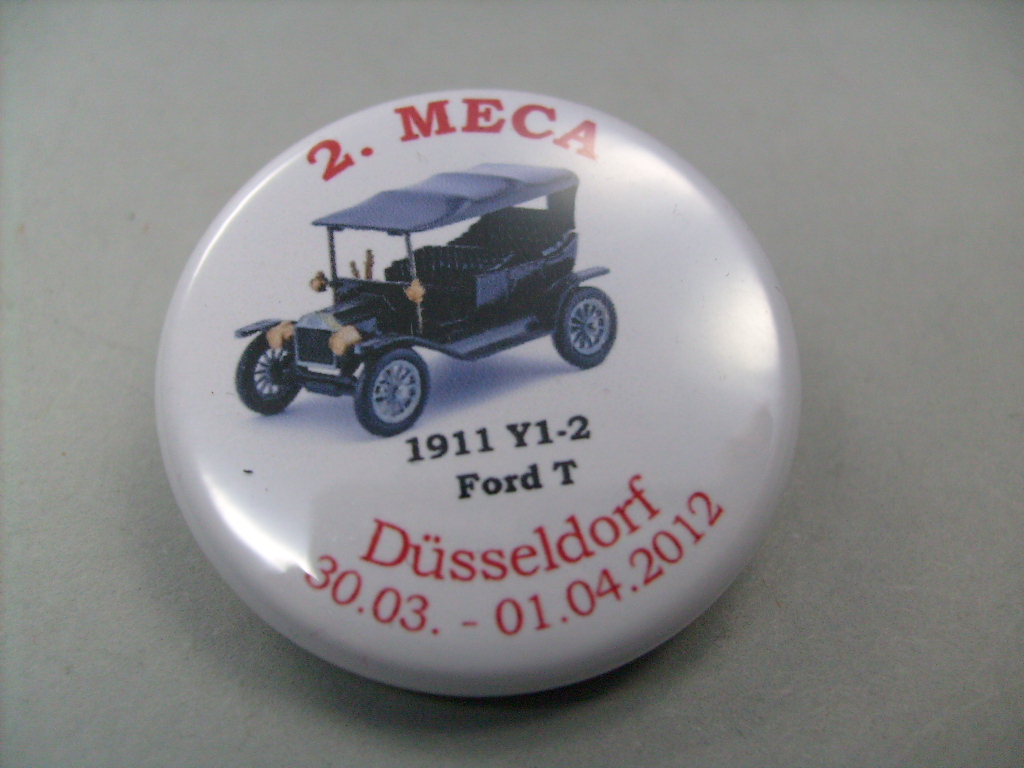 2. MECA
1911 Y1-2
Ford T
Düsseldorf
30.03. - 01.04.2012